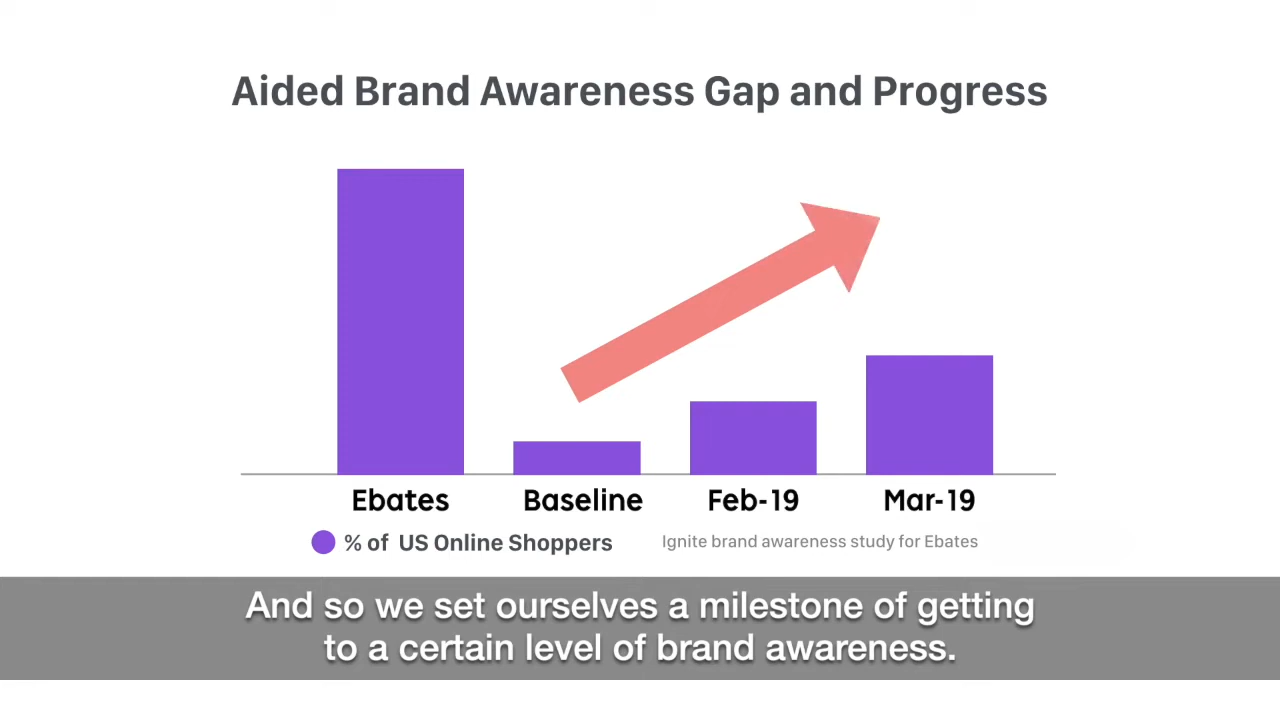 Aided Brand Awareness Gap and Progress
Ebates Baseline Feb-19 Mar-19
% of US Online Shoppers Ignite brand awareness study for Ebates
And so we set ourselves a milestone of getting
to a certain level of brand awareness.